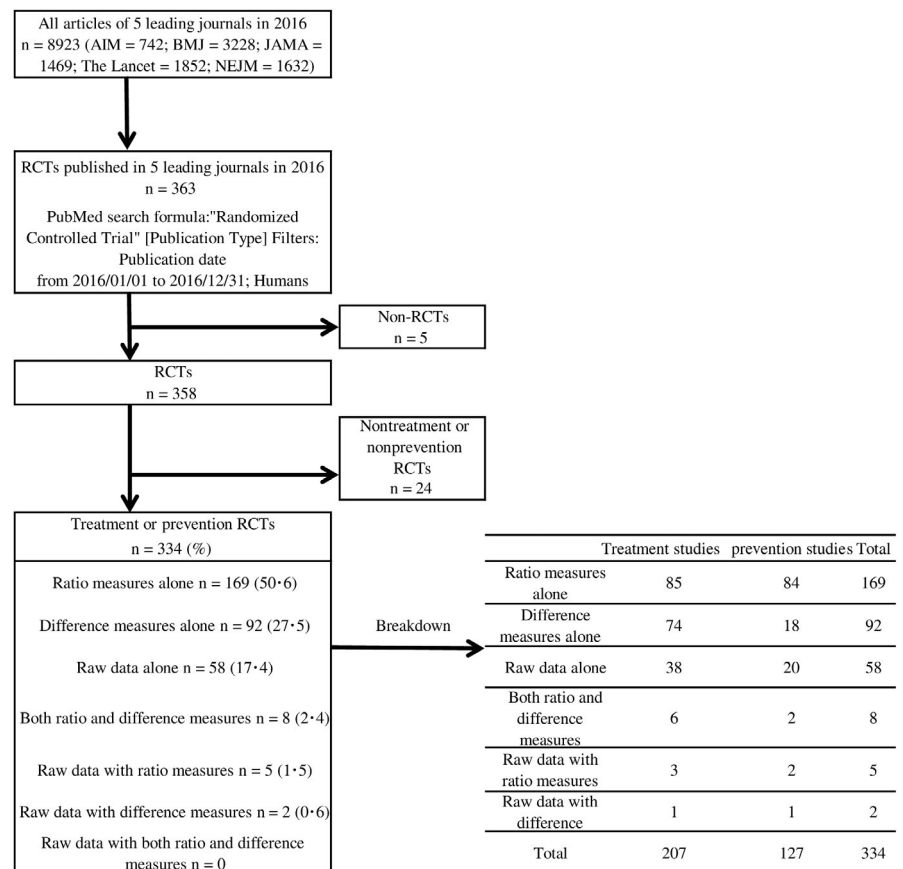 All articles of 5 leading journals in 2016
n = 8923 (AIM = 742; BMJ = 3228; JAMA =
1469; The Lancet = 1852; NEJM = 1632)
RCTs published in 5 leading journals in 2016
n = 363
PubMed search formula:"Randomized
Controlled Trial" [Publication Type] Filters:
Publication date
from 2016/01/01 to 2016/12/31; Humans
Non-RCTs
n = 5
RCTs
n = 358
Nontreatment or
nonprevention
RCTs
n = 24
Treatment or prevention RCTs
n = 334 (%)
Ratio measures alone n = 169 (50·6)
Difference measures alone n = 92 (27·5)
Raw data alone n = 58 (17·4)
Both ratio and difference measures n = 8 (2·4)
Raw data with ratio measures n = 5 (1·5)
Raw data with difference measures n = 2 (0·6)
Raw data with both ratio and difference
measures n = 0
Breakdown
Treatment studies prevention studies Total
Ratio measures
alone
85 84 169
Difference
measures alone
74 18 92
Raw data alone 38 20 58
Both ratio and
difference
measures
6 2 8
Raw data with
ratio measures
3 2 5
Raw data with
difference
1 1 2
Total 207 127 334